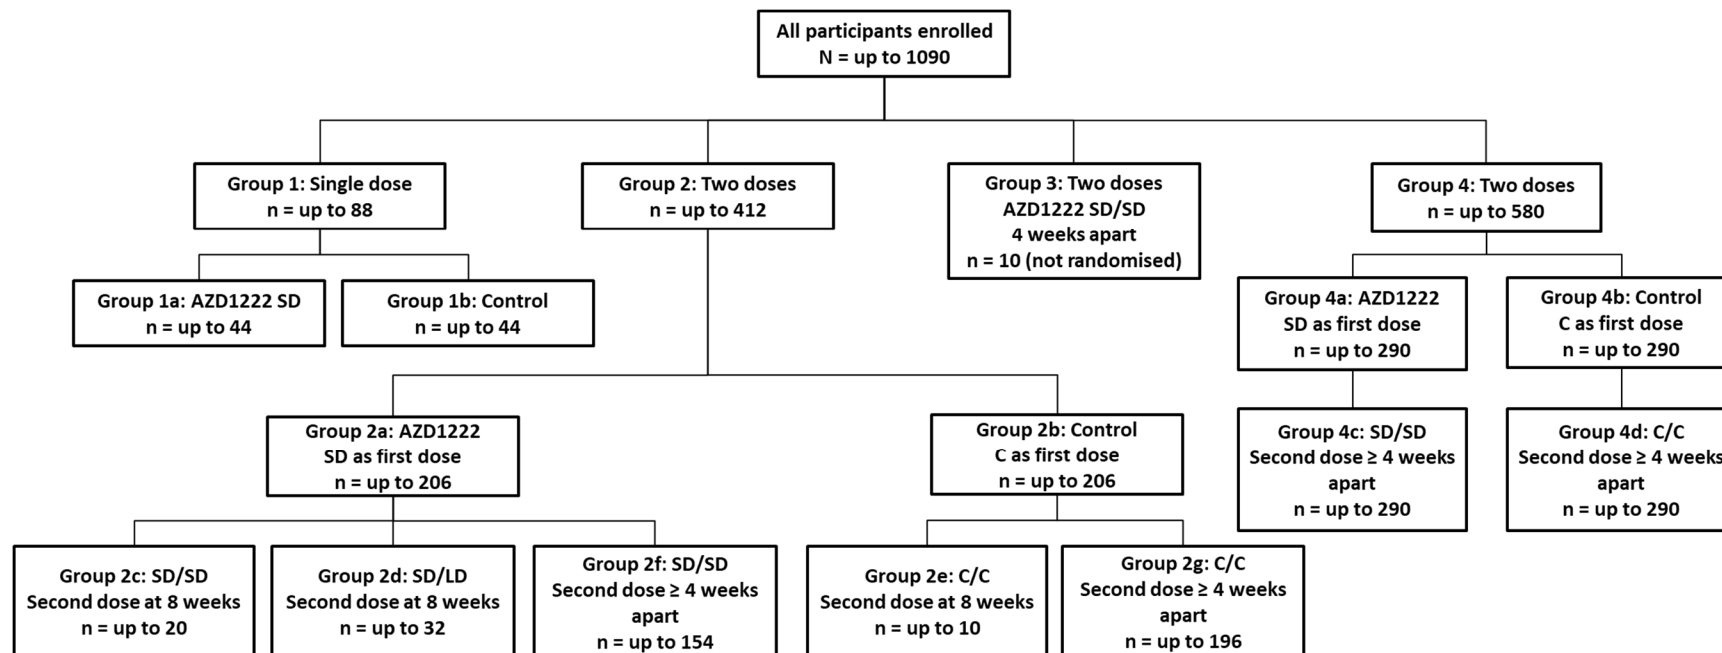 All participants enrolled
N = up to 1090
Group 1: Single dose
n = up to 88
Group 2: Two doses
n = up to 412
Group 3: Two doses
AZD1222 SD/SD
4 weeks apart
n = 10 (not randomised)
Group 4: Two doses
n = up to 580
Group 1a: AZD1222 SD
n = up to 44
Group 1b: Control
n = up to 44
Group 4a: AZD1222
SD as first dose
n = up to 290
Group 4b: Control
C as first dose
n = up to 290
Group 2a: AZD1222
SD as first dose
n = up to 206
Group 2b: Control
C as first dose
n = up to 206
Group 4c: SD/SD
Second dose ≥ 4 weeks
apart
n = up to 290
Group 4d: C/C
Second dose ≥ 4 weeks
apart
n = up to 290
Group 2c: SD/SD
Second dose at 8 weeks
n = up to 20
Group 2d: SD/LD
Second dose at 8 weeks
n = up to 32
Group 2f: SD/SD
Second dose ≥ 4 weeks
apart
n = up to 154
Group 2e: C/C
Second dose at 8 weeks
n = up to 10
Group 2g: C/C
Second dose ≥ 4 weeks
apart
n = up to 196